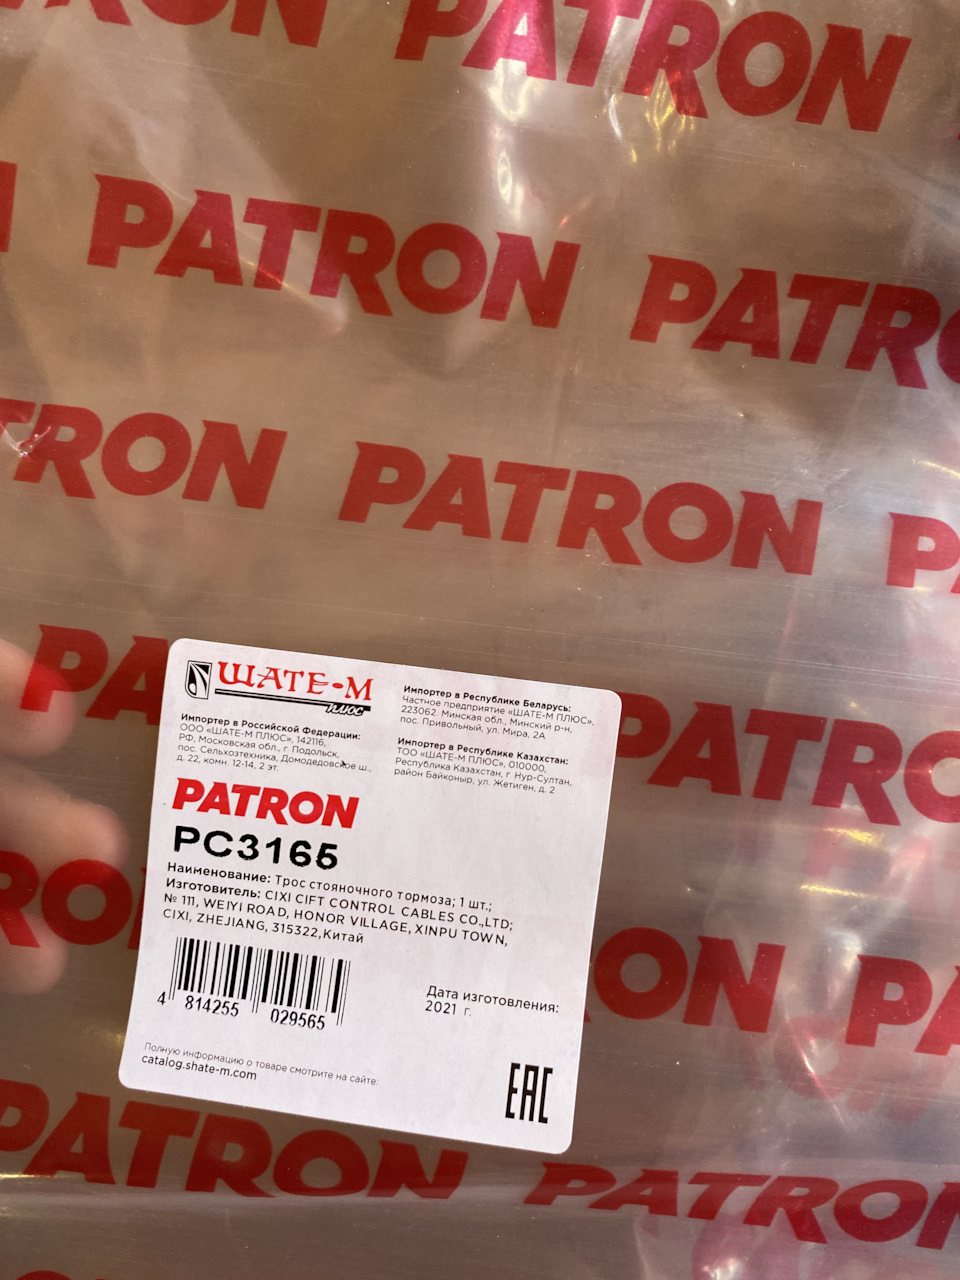 PATRON
PATRON PATR
TRON PATRON PA
PA
ШАТЕ-М
ПЛЮС
Импортер в Российской Федерации:
ООО «ШАТЕ-М ПЛЮС», 142116,
РФ, Московская обл., г. Подольск,
пос. Сельхозтехника, Домодедовское ш.,
д. 22, комн. 12-14, 2 эт.
Импортер в Республике Беларусь:
Частное предприятие «ШАТЕ-М ПЛЮС»,
223062. Минская обл., Минский р-н,
пос. Привольный, ул. Мира, 2А
Импортер в Республике Казахстан:
ТОО «ШАТЕ-М ПЛЮС», 010000,
Республика Казахстан, г. Нур-Султан,
район Байконыр, ул. Жетиген, д. 2
PATRON
PC3165
Наименование: Трос стояночного тормоза; 1 шт.;
Изготовитель: CIXI CIFT CONTROL CABLES CO.,LTD;
№ 111, WEIYI ROAD, HONOR VILLAGE, XINPU TOWN,
CIXI, ZHEJIANG, 315322,Китай
4 814255 029565
Дата изготовления:
2021 г.
Полную информацию о товаре смотрите на сайте:
catalog.shate-m.com
EAC
PATRO
RON PA
PATRON PATRON